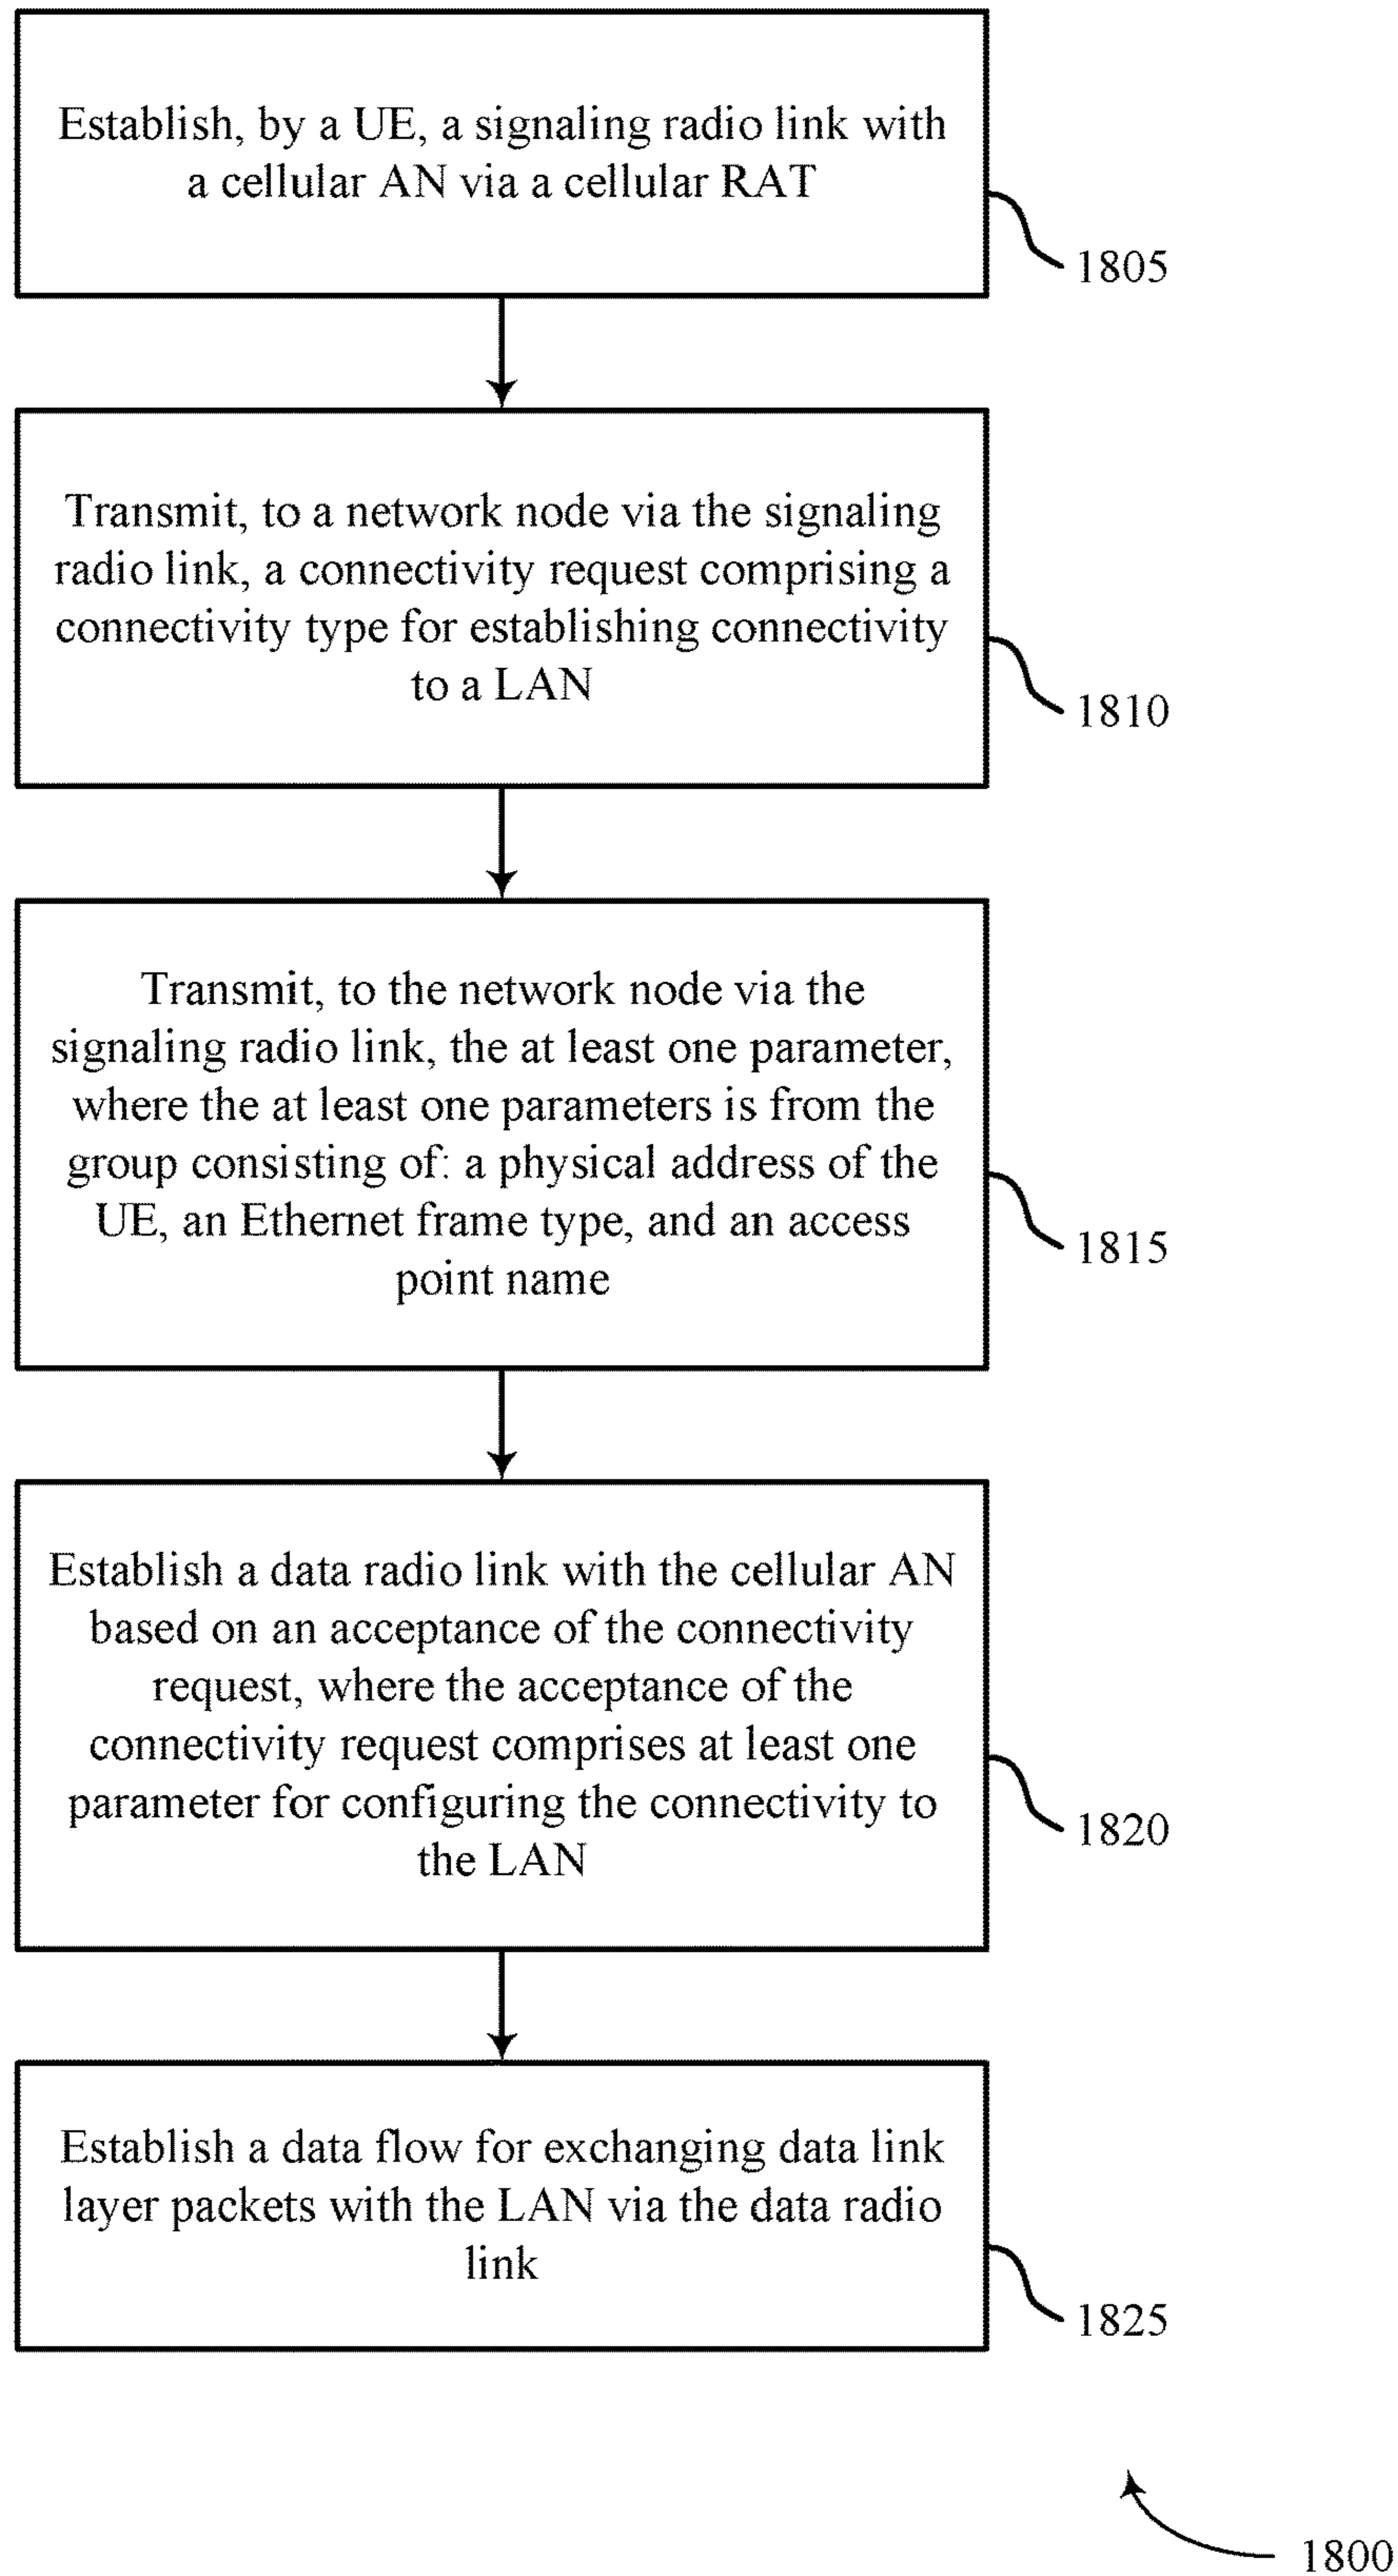 Establish, by a UE, a signaling radio link with
a cellular AN via a cellular RAT
1805
Transmit, to a network node via the signaling
radio link, a connectivity request comprising a
connectivity type for establishing connectivity
to a LAN
1810
Transmit, to the network node via the
signaling radio link, the at least one parameter,
where the at least one parameters is from the
group consisting of: a physical address of the
UE, an Ethernet frame type, and an access
point name
1815
Establish a data radio link with the cellular AN
based on an acceptance of the connectivity
request, where the acceptance of the
connectivity request comprises at least one
parameter for configuring the connectivity to
the LAN
1820
Establish a data flow for exchanging data link
layer packets with the LAN via the data radio
link
1825
1800